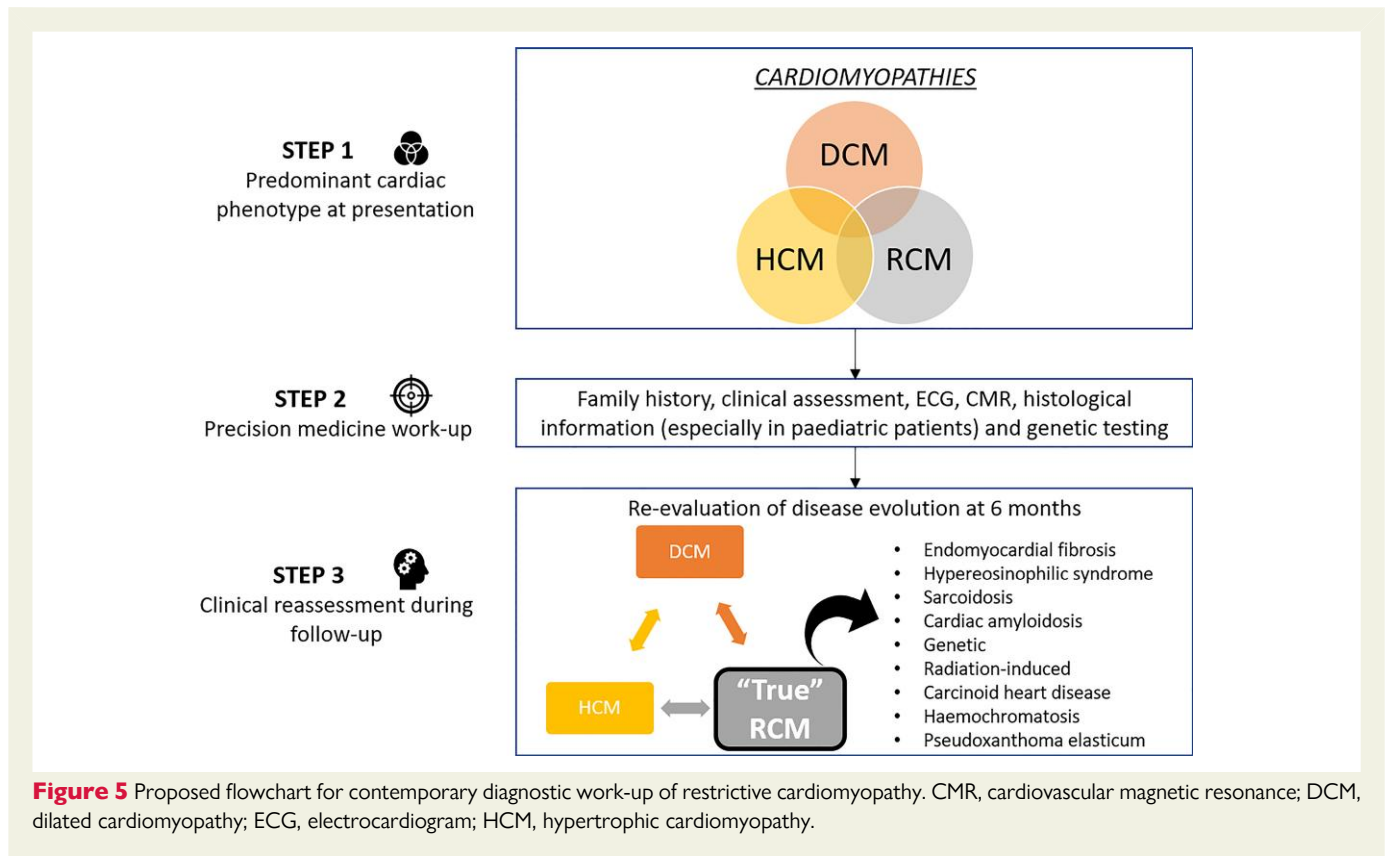 CARDIOMYOPATHIES
DCM
HCM
RCM
STEP 1
Predominant cardiac
phenotype at presentation
STEP 2
Precision medicine work-up
Family history, clinical assessment, ECG, CMR, histological
information (especially in paediatric patients) and genetic testing
STEP 3
Clinical reassessment during
follow-up
Re-evaluation of disease evolution at 6 months
DCM
HCM
“True”
RCM
• Endomyocardial fibrosis
• Hypereosinophilic syndrome
• Sarcoidosis
• Cardiac amyloidosis
• Genetic
• Radiation-induced
• Carcinoid heart disease
• Haemochromatosis
• Pseudoxanthoma elasticum
Figure 5 Proposed flowchart for contemporary diagnostic work-up of restrictive cardiomyopathy. CMR, cardiovascular magnetic resonance; DCM,
dilated cardiomyopathy; ECG, electrocardiogram; HCM, hypertrophic cardiomyopathy.